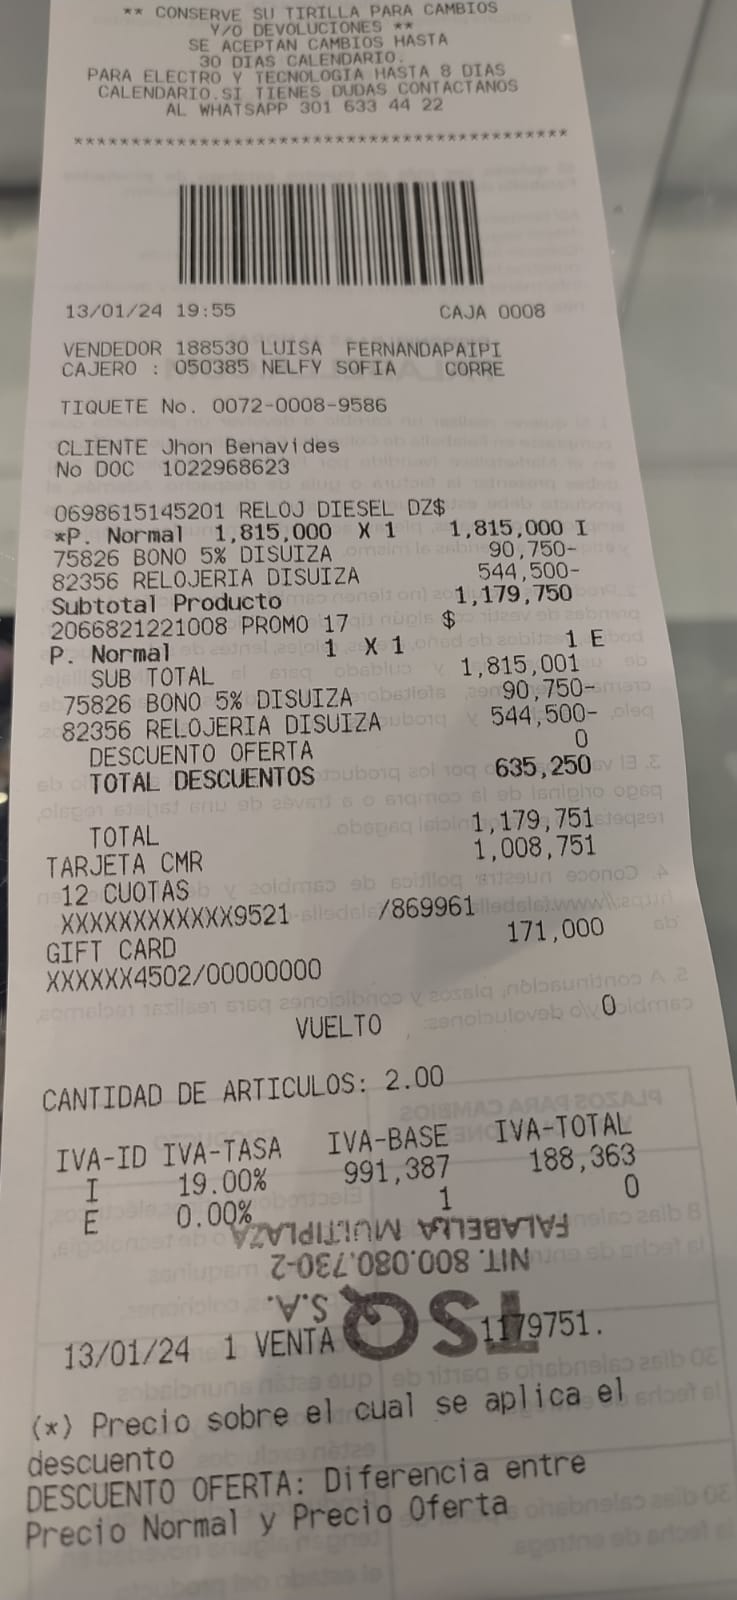 ** CONSERVE SU TIRILLA PARA CAMBIOS
Y/O DEVOLUCIONES **
SE ACEPTAN CAMBIOS HASTA
30 DIAS CALENDARIO.
PARA ELECTRO Y TECNOLOGIA HASTA 8 DIAS
CALENDARIO.SI TIENES DUDAS CONTACTANOS
AL WHATSAPP 301 633 44 22
*******************************************
13/01/24 19:55 CAJA 0008
VENDEDOR 188530 LUISA FERNANDAPAIPI
CAJERO : 050385 NELFY SOFIA CORRE
TIQUETE No. 0072-0008-9586
CLIENTE Jhon Benavides
No DOC 1022968623
0698615145201 RELOJ DIESEL DZ$
*P. Normal 1,815,000 X 1 1,815,000 I
75826 BONO 5% DISUIZA 90,750-
82356 RELOJERIA DISUIZA 544,500-
Subtotal Producto 1,179,750
2066821221008 PROMO 17 $
P. Normal 1 X 1 1 E
SUB TOTAL 1,815,001
75826 BONO 5% DISUIZA 90,750-
82356 RELOJERIA DISUIZA 544,500-
DESCUENTO OFERTA 0
TOTAL DESCUENTOS 635,250
TOTAL 1,179,751
TARJETA CMR 1,008,751
12 CUOTAS
XXXXXXXXXXXX9521 /869961
GIFT CARD 171,000
XXXXXX4502/00000000
VUELTO 0
CANTIDAD DE ARTICULOS: 2.00
IVA-ID IVA-TASA IVA-BASE IVA-TOTAL
I 19.00% 991,387 188,363
E 0.00% 1 0
FALABELLA MULTIPLAZA
NIT. 800.080.730-2
S.A.
TSQ
13/01/24 1 VENTA 1179751.
(*) Precio sobre el cual se aplica el
descuento
DESCUENTO OFERTA: Diferencia entre
Precio Normal y Precio Oferta